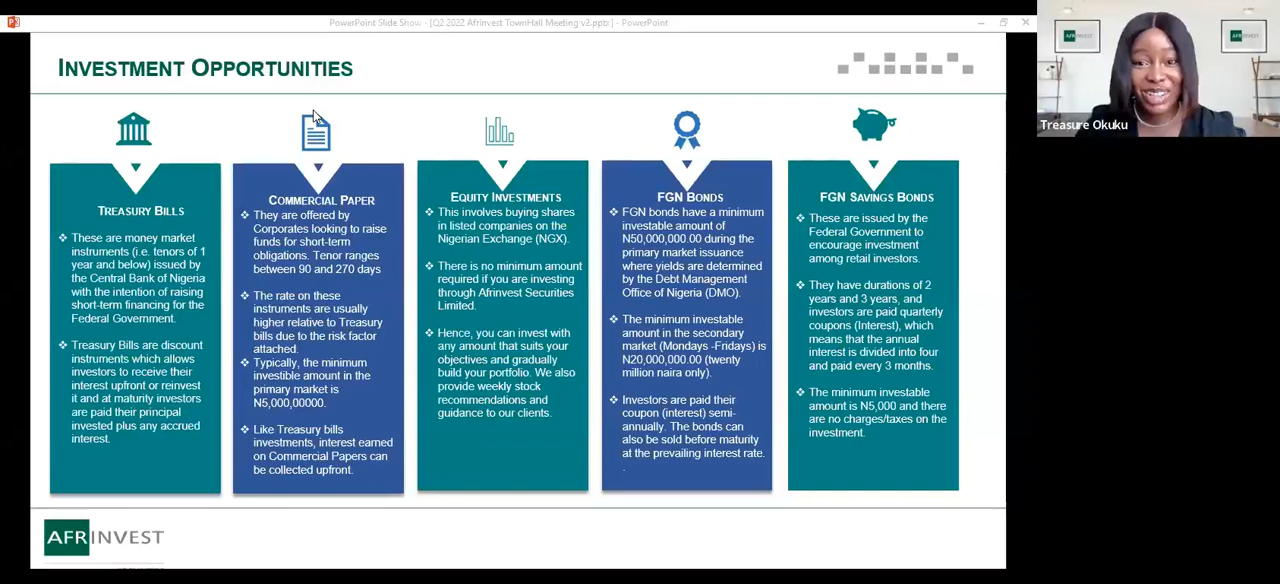 PowerPoint Slide Show - [Q2 2022 Afrinvest TownHall Meeting v2.ppt:] - PowerPoint
INVESTMENT OPPORTUNITIES
TREASURY BILLS
❖ These are money market
instruments (i.e. tenors of 1
year and below) issued by
the Central Bank of Nigeria
with the intention of raising
short-term financing for the
Federal Government.
❖ Treasury Bills are discount
instruments which allows
investors to receive their
interest upfront or reinvest
it and at maturity investors
are paid their principal
invested plus any accrued
interest.
COMMERCIAL PAPER
❖ They are offered by
Corporates looking to raise
funds for short-term
obligations. Tenor ranges
between 90 and 270 days
❖ The rate on these
instruments are usually
higher relative to Treasury
bills due to the risk factor
attached.
❖ Typically, the minimum
investible amount in the
primary market is
N5,000,00000.
❖ Like Treasury bills
investments, interest earned
on Commercial Papers can
be collected upfront.
EQUITY INVESTMENTS
❖ This involves buying shares
in listed companies on the
Nigerian Exchange (NGX).
❖ There is no minimum amount
required if you are investing
through Afrinvest Securities
Limited.
❖ Hence, you can invest with
any amount that suits your
objectives and gradually
build your portfolio. We also
provide weekly stock
recommendations and
guidance to our clients.
FGN BONDS
❖ FGN bonds have a minimum
investable amount of
N50,000,000.00 during the
primary market issuance
where yields are determined
by the Debt Management
Office of Nigeria (DMO).
❖ The minimum investable
amount in the secondary
market (Mondays -Fridays) is
N20,000,000.00 (twenty
million naira only).
❖ Investors are paid their
coupon (interest) semi-
annually. The bonds can
also be sold before maturity
at the prevailing interest rate.
.
FGN SAVINGS BONDS
❖ These are issued by the
Federal Government to
encourage investment
among retail investors.
❖ They have durations of 2
years and 3 years, and
investors are paid quarterly
coupons (Interest), which
means that the annual
interest is divided into four
and paid every 3 months.
❖ The minimum investable
amount is N5,000 and there
are no charges/taxes on the
investment.
AFRINVEST
AFRINVEST
AFRINVEST
Treasure Okuku